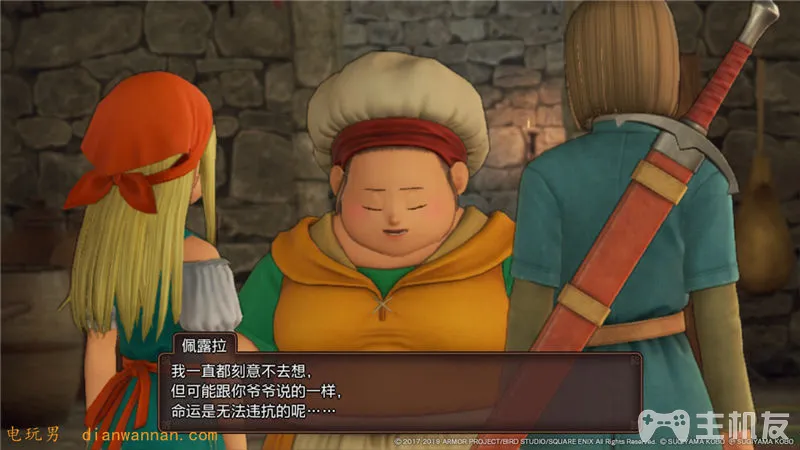 佩露拉
我一直都刻意不去想，
但可能跟你爷爷说的一样，
命运是无法违抗的呢……
电玩男 dianwannan.com
主机友
©2017,2019 ARMOR PROJECT/BIRD STUDIO/SQUARE ENIX All Rights Reserved. © SUGIYAMA KOBO Ⓟ SUGIYAMA KOBO